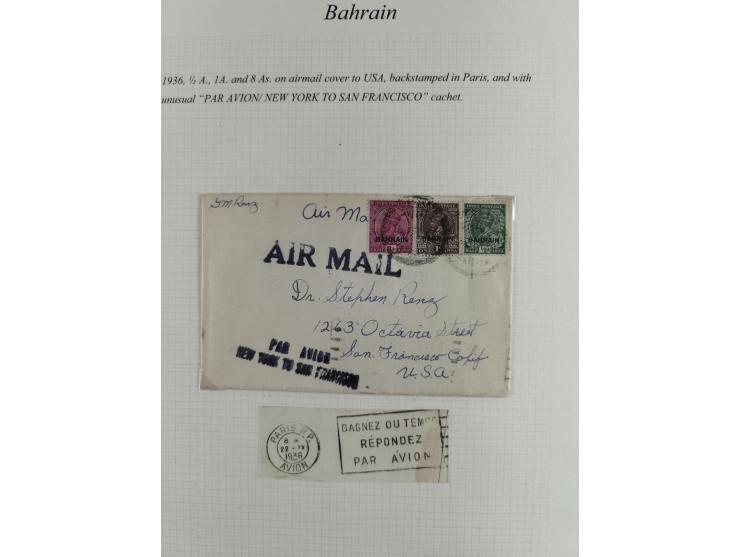 Bahrain
1936, ½ A., 1A. and 8 As. on airmail cover to USA, backstamped in Paris, and with
unusual “PAR AVION/ NEW YORK TO SAN FRANCISCO” cachet.
GM Renz
Air Ma
BAHRAIN
BAHRAIN
BAHRAIN
AIR MAIL
Dr. Stephen Renz
1263 Octavia Street
San Francisco Calif
U.S.A.
PAR AVION
NEW YORK TO SAN FRANCISCO
PARIS R.P.
1936
AVION
GAGNEZ DU TEMPS
RÉPONDEZ
PAR AVION